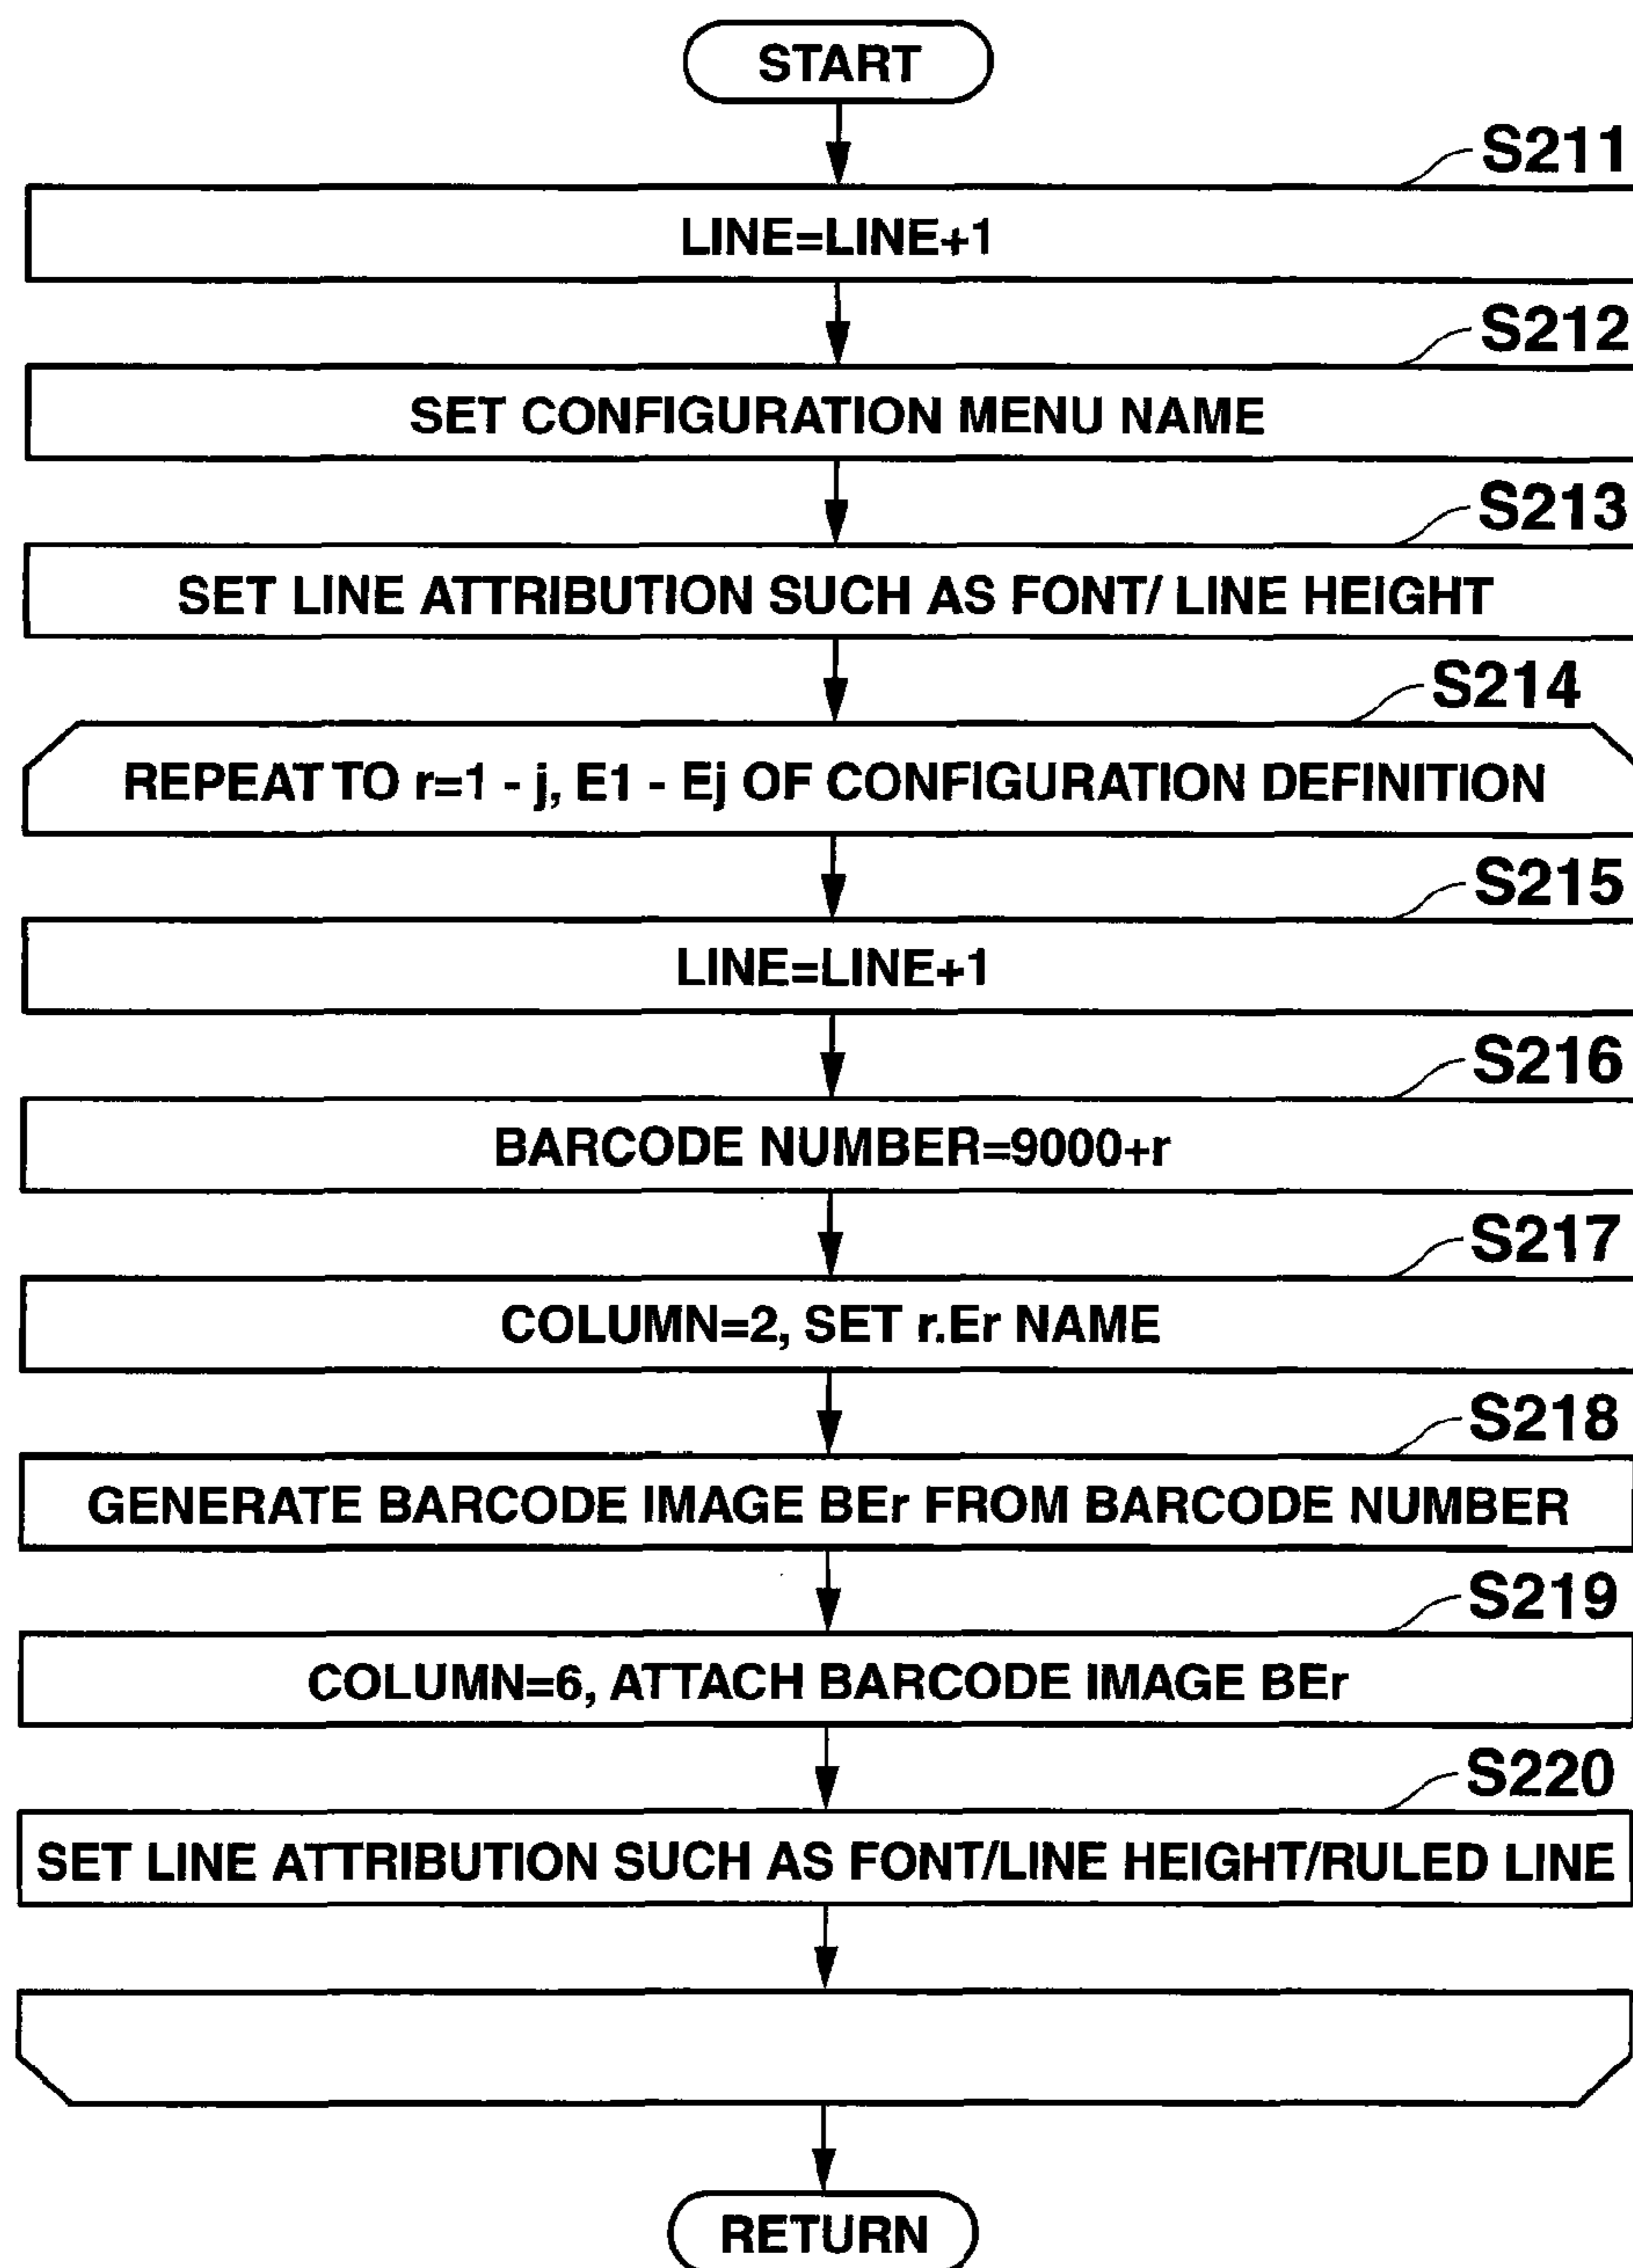 START
S211
LINE=LINE+1
S212
SET CONFIGURATION MENU NAME
S213
SET LINE ATTRIBUTION SUCH AS FONT/ LINE HEIGHT
S214
REPEAT TO r=1 - j, E1 - Ej OF CONFIGURATION DEFINITION
S215
LINE=LINE+1
S216
BARCODE NUMBER=9000+r
S217
COLUMN=2, SET r.Er NAME
S218
GENERATE BARCODE IMAGE BEr FROM BARCODE NUMBER
S219
COLUMN=6, ATTACH BARCODE IMAGE BEr
S220
SET LINE ATTRIBUTION SUCH AS FONT/LINE HEIGHT/RULED LINE
RETURN